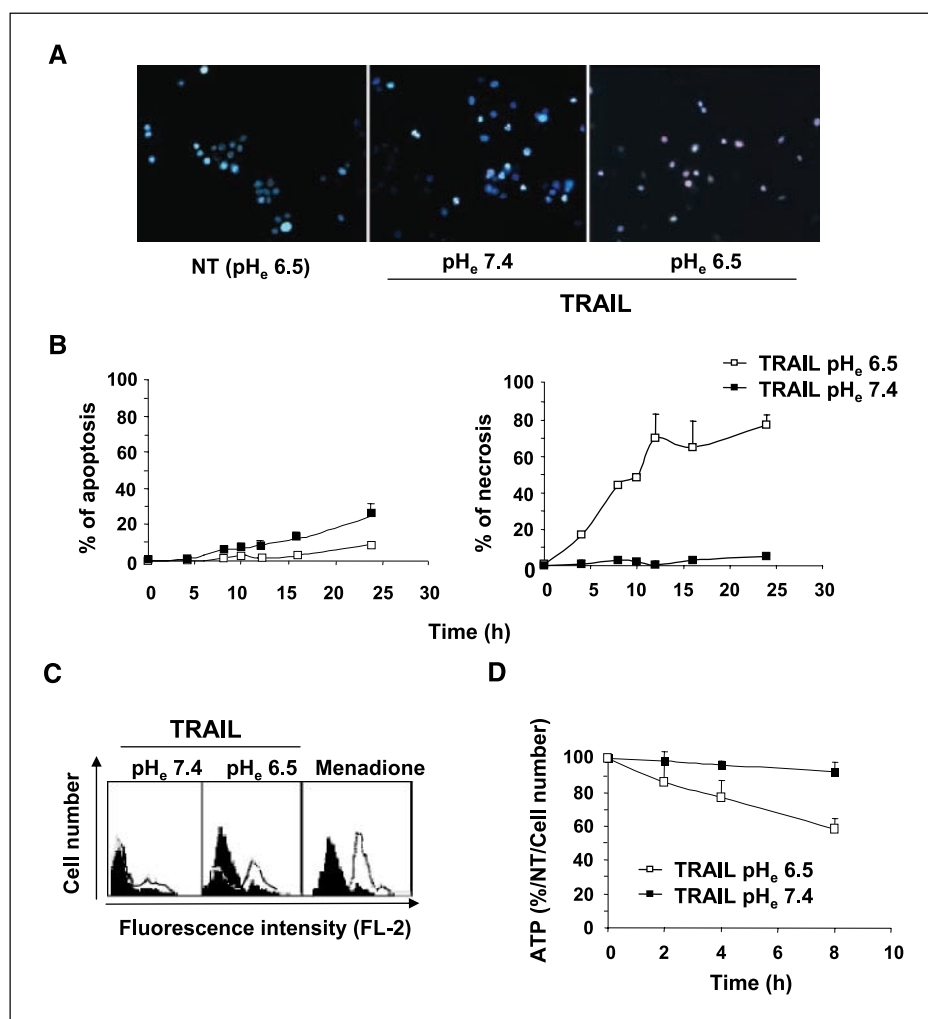 A
NT (pHe 6.5)
pHe 7.4
pHe 6.5
TRAIL
B
TRAIL pHe 6.5
TRAIL pHe 7.4
% of apoptosis
100
80
60
40
20
0
0 5 10 15 20 25 30
% of necrosis
100
80
60
40
20
0
0 5 10 15 20 25 30
Time (h)
C
TRAIL
pHe 7.4 pHe 6.5 Menadione
Cell number
Fluorescence intensity (FL-2)
D
ATP (%/NT/Cell number)
100
80
60
40
20
0
TRAIL pHe 6.5
TRAIL pHe 7.4
0 2 4 6 8 10
Time (h)